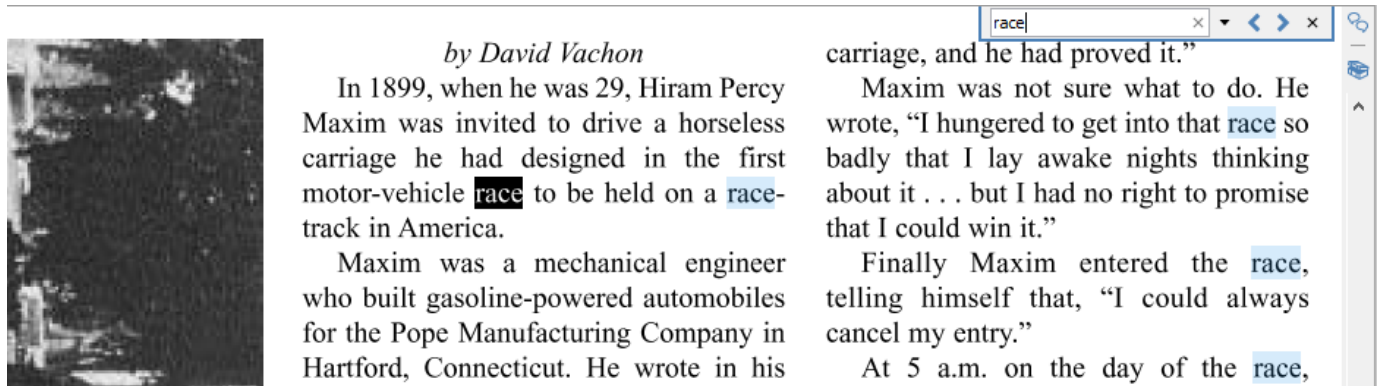 race
by David Vachon
In 1899, when he was 29, Hiram Percy
Maxim was invited to drive a horseless
carriage he had designed in the first
motor-vehicle race to be held on a race-
track in America.
Maxim was a mechanical engineer
who built gasoline-powered automobiles
for the Pope Manufacturing Company in
Hartford, Connecticut. He wrote in his
carriage, and he had proved it.”
Maxim was not sure what to do. He
wrote, “I hungered to get into that race so
badly that I lay awake nights thinking
about it . . . but I had no right to promise
that I could win it.”
Finally Maxim entered the race,
telling himself that, “I could always
cancel my entry.”
At 5 a.m. on the day of the race,